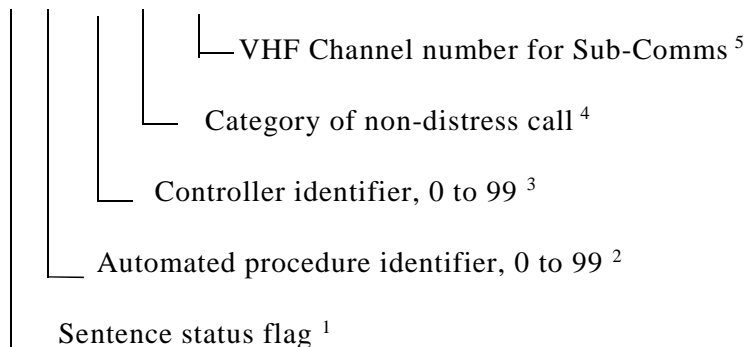 VHF Channel number for Sub-Comms ⁵
Category of non-distress call ⁴
Controller identifier, 0 to 99 ³
Automated procedure identifier, 0 to 99 ²
Sentence status flag ¹